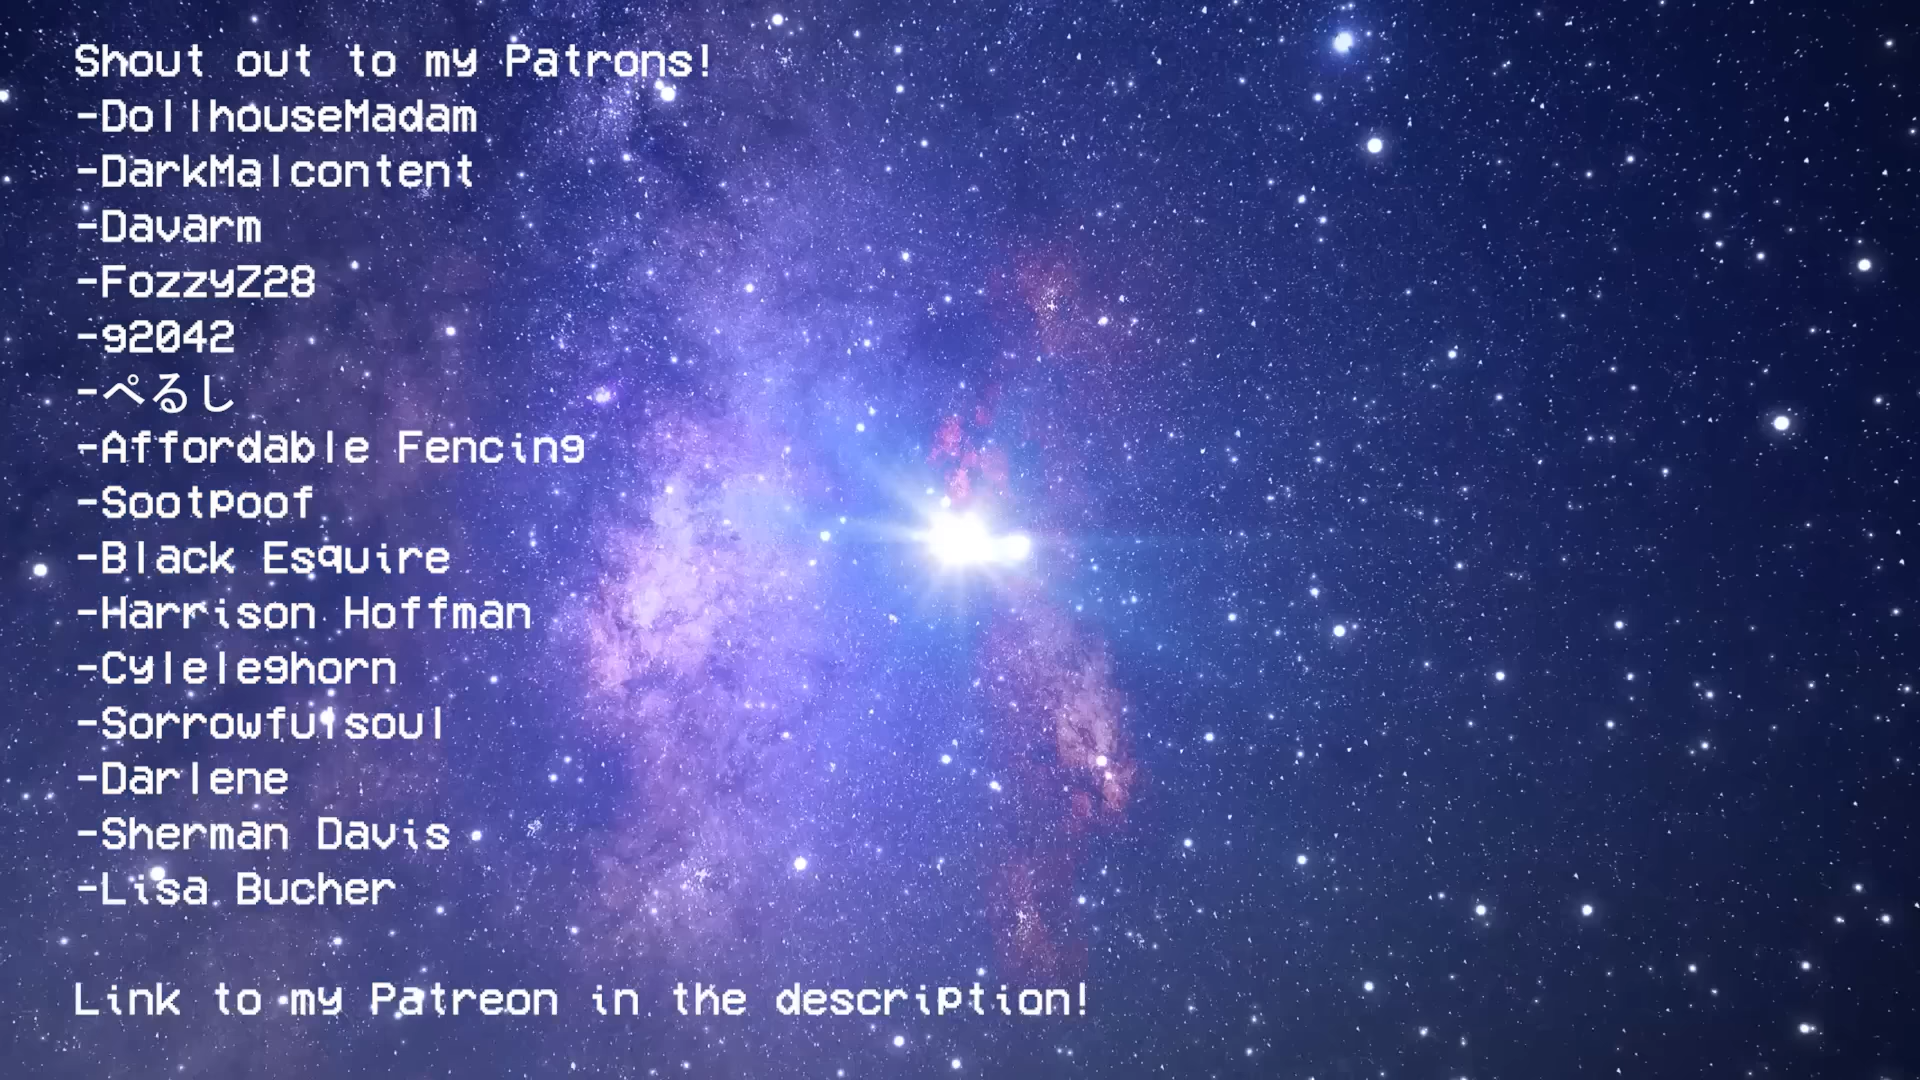 Shout out to my Patrons!
-DollhouseMadam
-DarkMalcontent
-Davarm
-FozzyZ28
-g2042
-ぺるし
-Affordable Fencing
-Sootpoof
-Black Esquire
-Harrison Hoffman
-Cyleleghorn
-Sorrowfulsoul
-Darlene
-Sherman Davis
-Lisa Bucher
Link to my Patreon in the description!